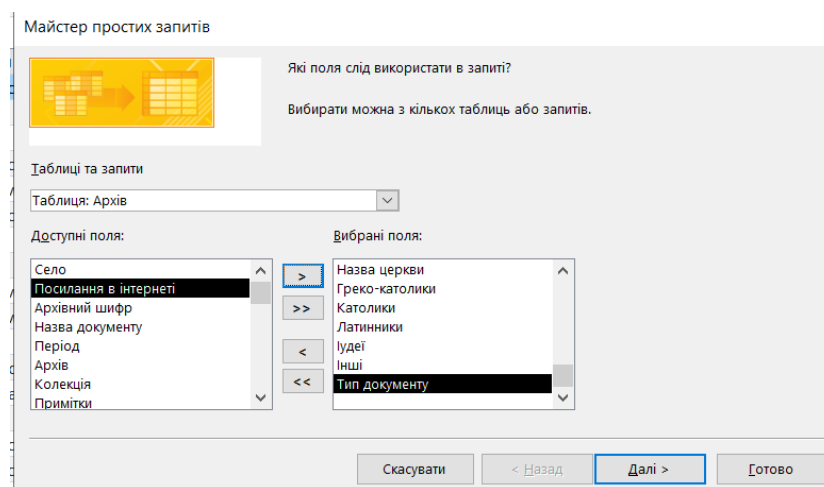 Майстер простих запитів
Які поля слід використати в запиті?
Вибирати можна з кількох таблиць або запитів.
Таблиці та запити
Таблиця: Архів
Доступні поля:
Вибрані поля:
Село
Посилання в інтернеті
Архівний шифр
Назва документу
Період
Архів
Колекція
Примітки
>
>>
<
<<
Назва церкви
Греко-католики
Католики
Латинники
Іудеї
Інші
Тип документу
Скасувати
< Назад
Далі >
Готово